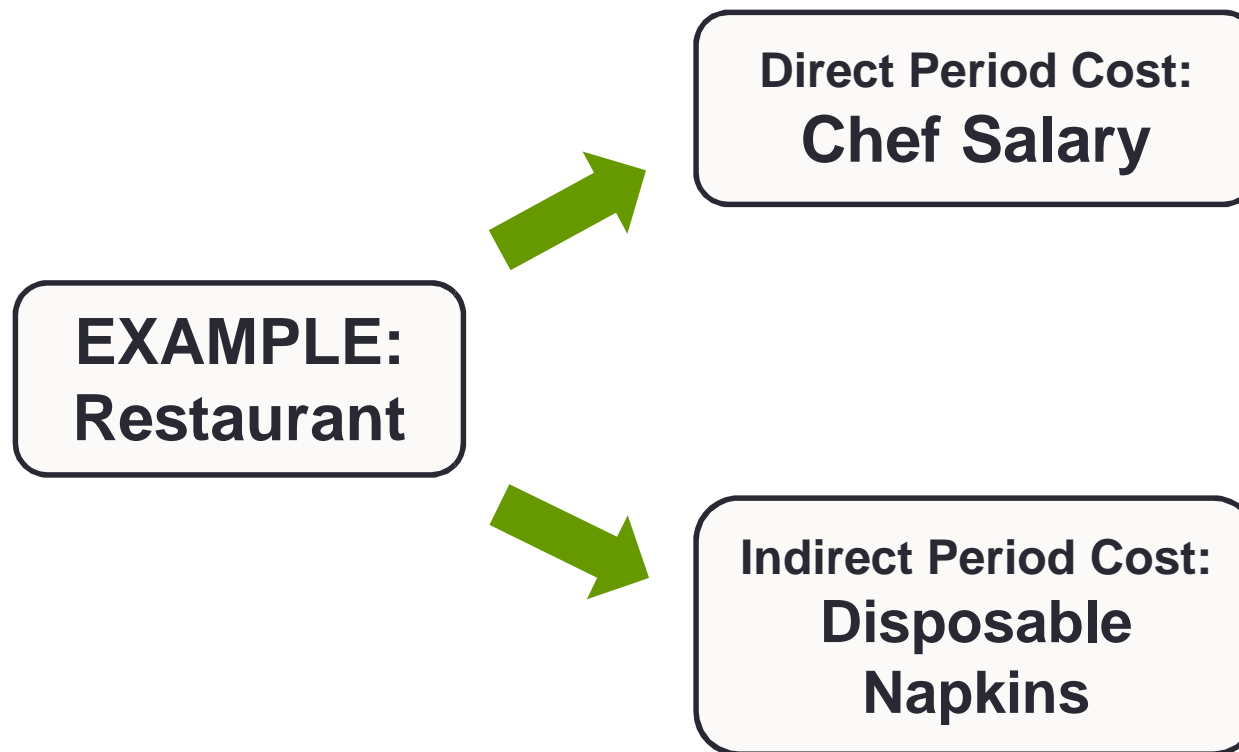 Direct Period Cost:
Chef Salary
EXAMPLE:
Restaurant
Indirect Period Cost:
Disposable
Napkins